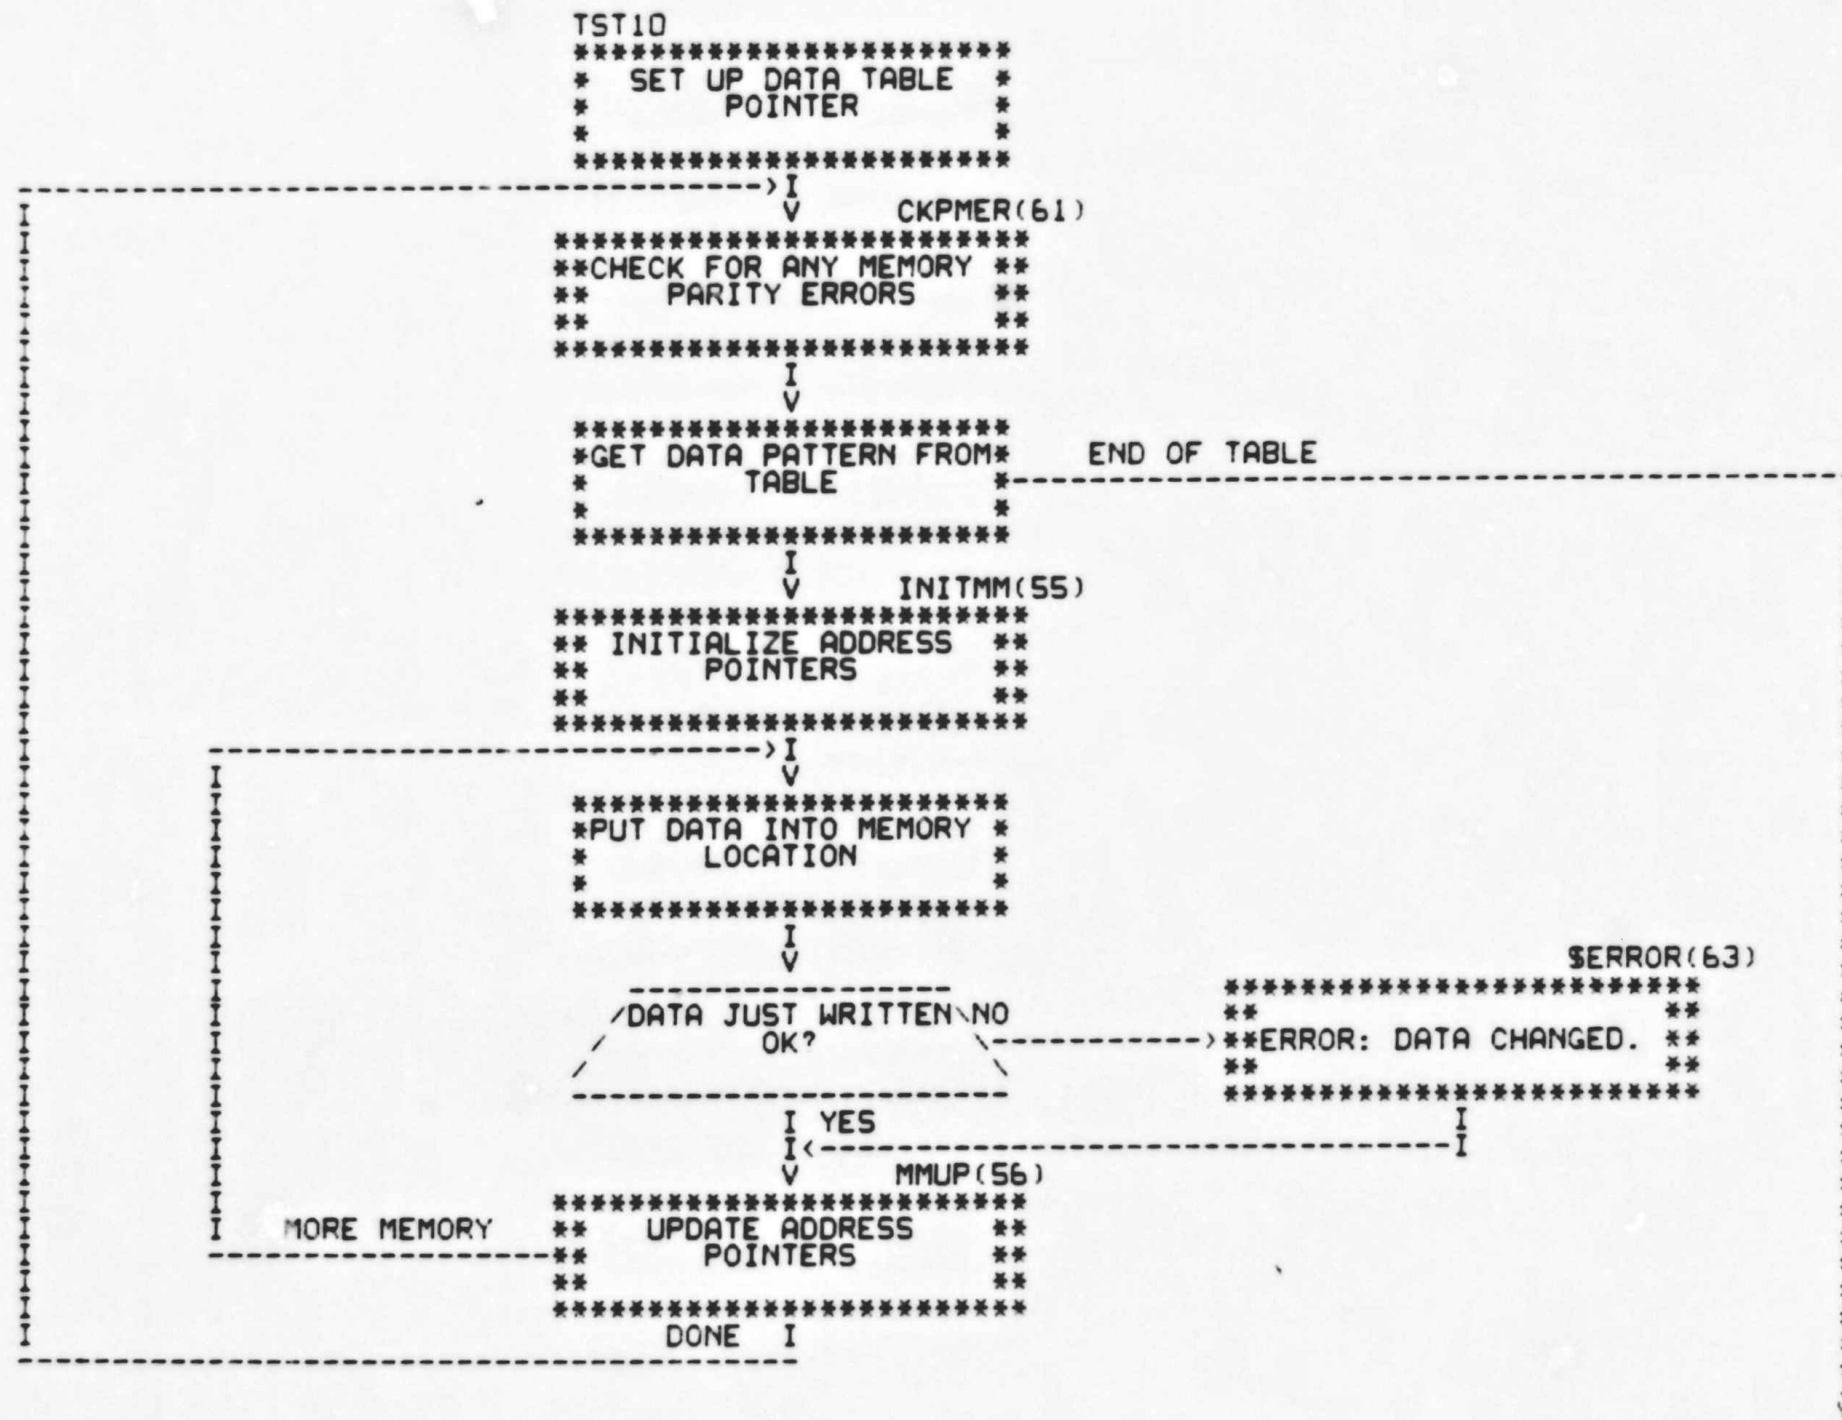 TST10
SET UP DATA TABLE
POINTER
CKPMER(61)
CHECK FOR ANY MEMORY
PARITY ERRORS
GET DATA PATTERN FROM
TABLE
END OF TABLE
INITMM(55)
INITIALIZE ADDRESS
POINTERS
PUT DATA INTO MEMORY
LOCATION
DATA JUST WRITTEN NO
OK?
$ERROR(63)
ERROR: DATA CHANGED.
YES
MMUP(56)
MORE MEMORY
UPDATE ADDRESS
POINTERS
DONE